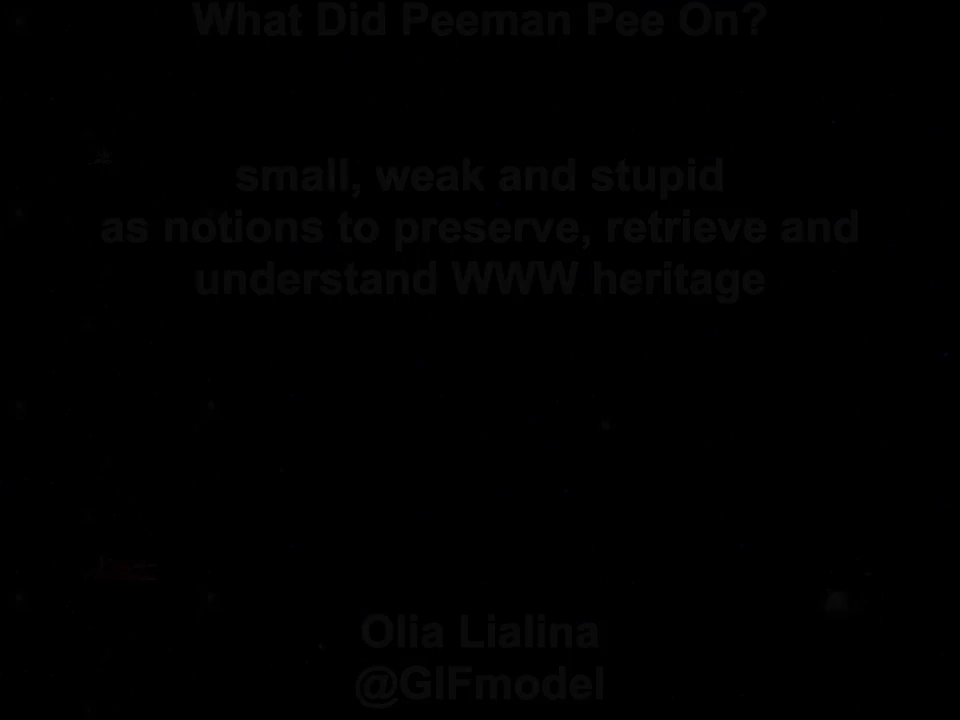 What Did Peeman Pee On?
small, weak and stupid
as notions to preserve, retrieve and
understand WWW heritage
Olia Lialina
@GIFmodel